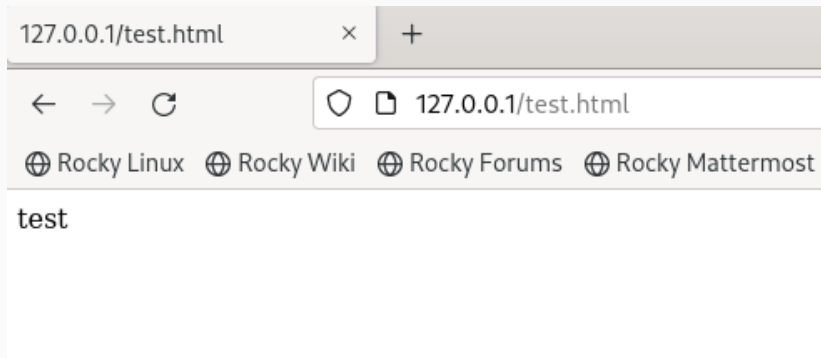 127.0.0.1/test.html
127.0.0.1/test.html
Rocky Linux Rocky Wiki Rocky Forums Rocky Mattermost
test